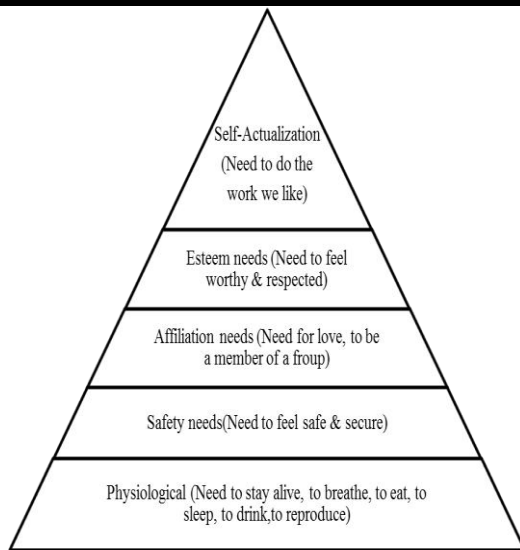 Self-Actualization
(Need to do the
work we like)
Esteem needs (Need to feel
worthy & respected)
Affiliation needs (Need for love, to be
a member of a froup)
Safety needs(Need to feel safe & secure)
Physiological (Need to stay alive, to breathe, to eat, to
sleep, to drink,to reproduce)